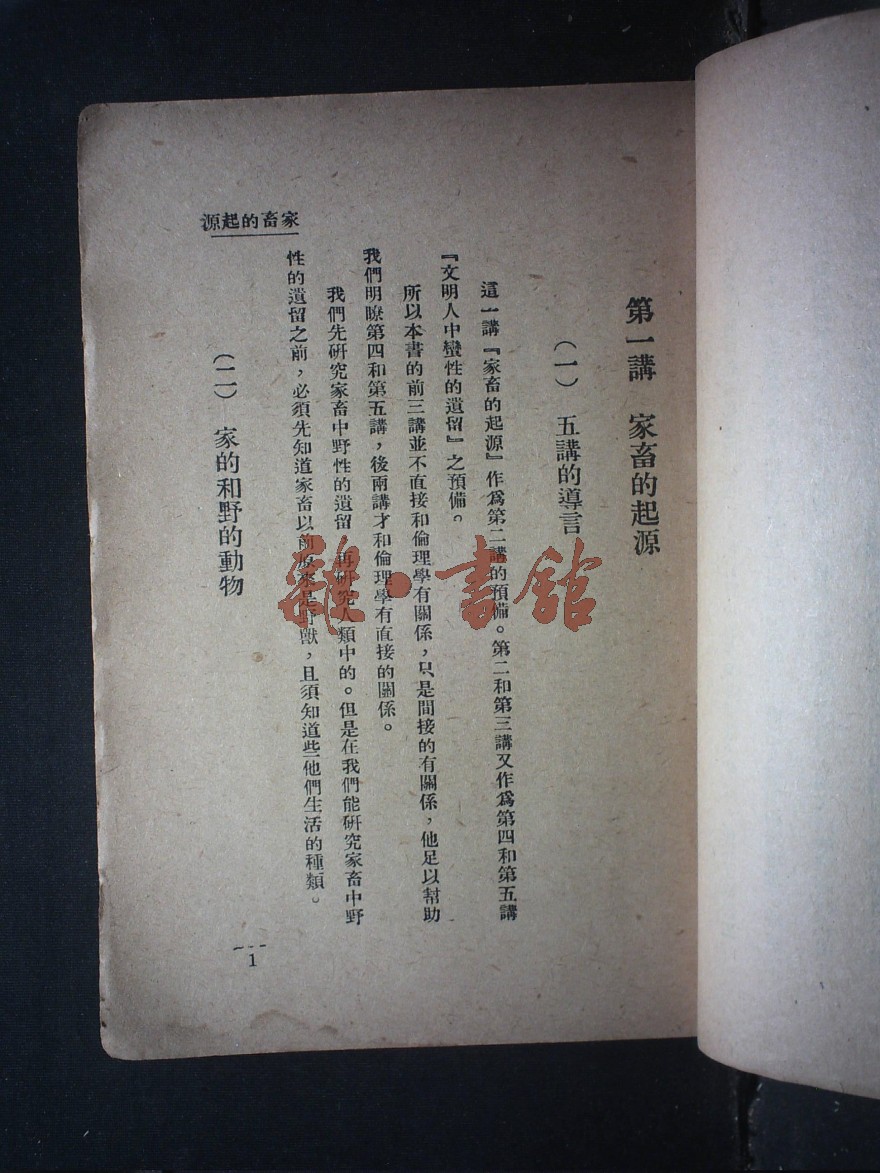 第一講　家畜的起源
（一）　五講的導言
這一講『家畜的起源』作爲第二講的預備。第二和第三講又作爲第四和第五講
『文明人中蠻性的遺留』之預備。
所以本書的前三講並不直接和倫理學有關係，只是間接的有關係，他足以幫助
我們明瞭第四和第五講，後兩講才和倫理學有直接的關係。
我們先研究家畜中野性的遺留　再研究人類中的。但是在我們能研究家畜中野
性的遺留之前，必須先知道家畜以前原來是野獸，且須知道些他們生活的種類。
（二）　家的和野的動物
家畜的起源
1
雜·書館